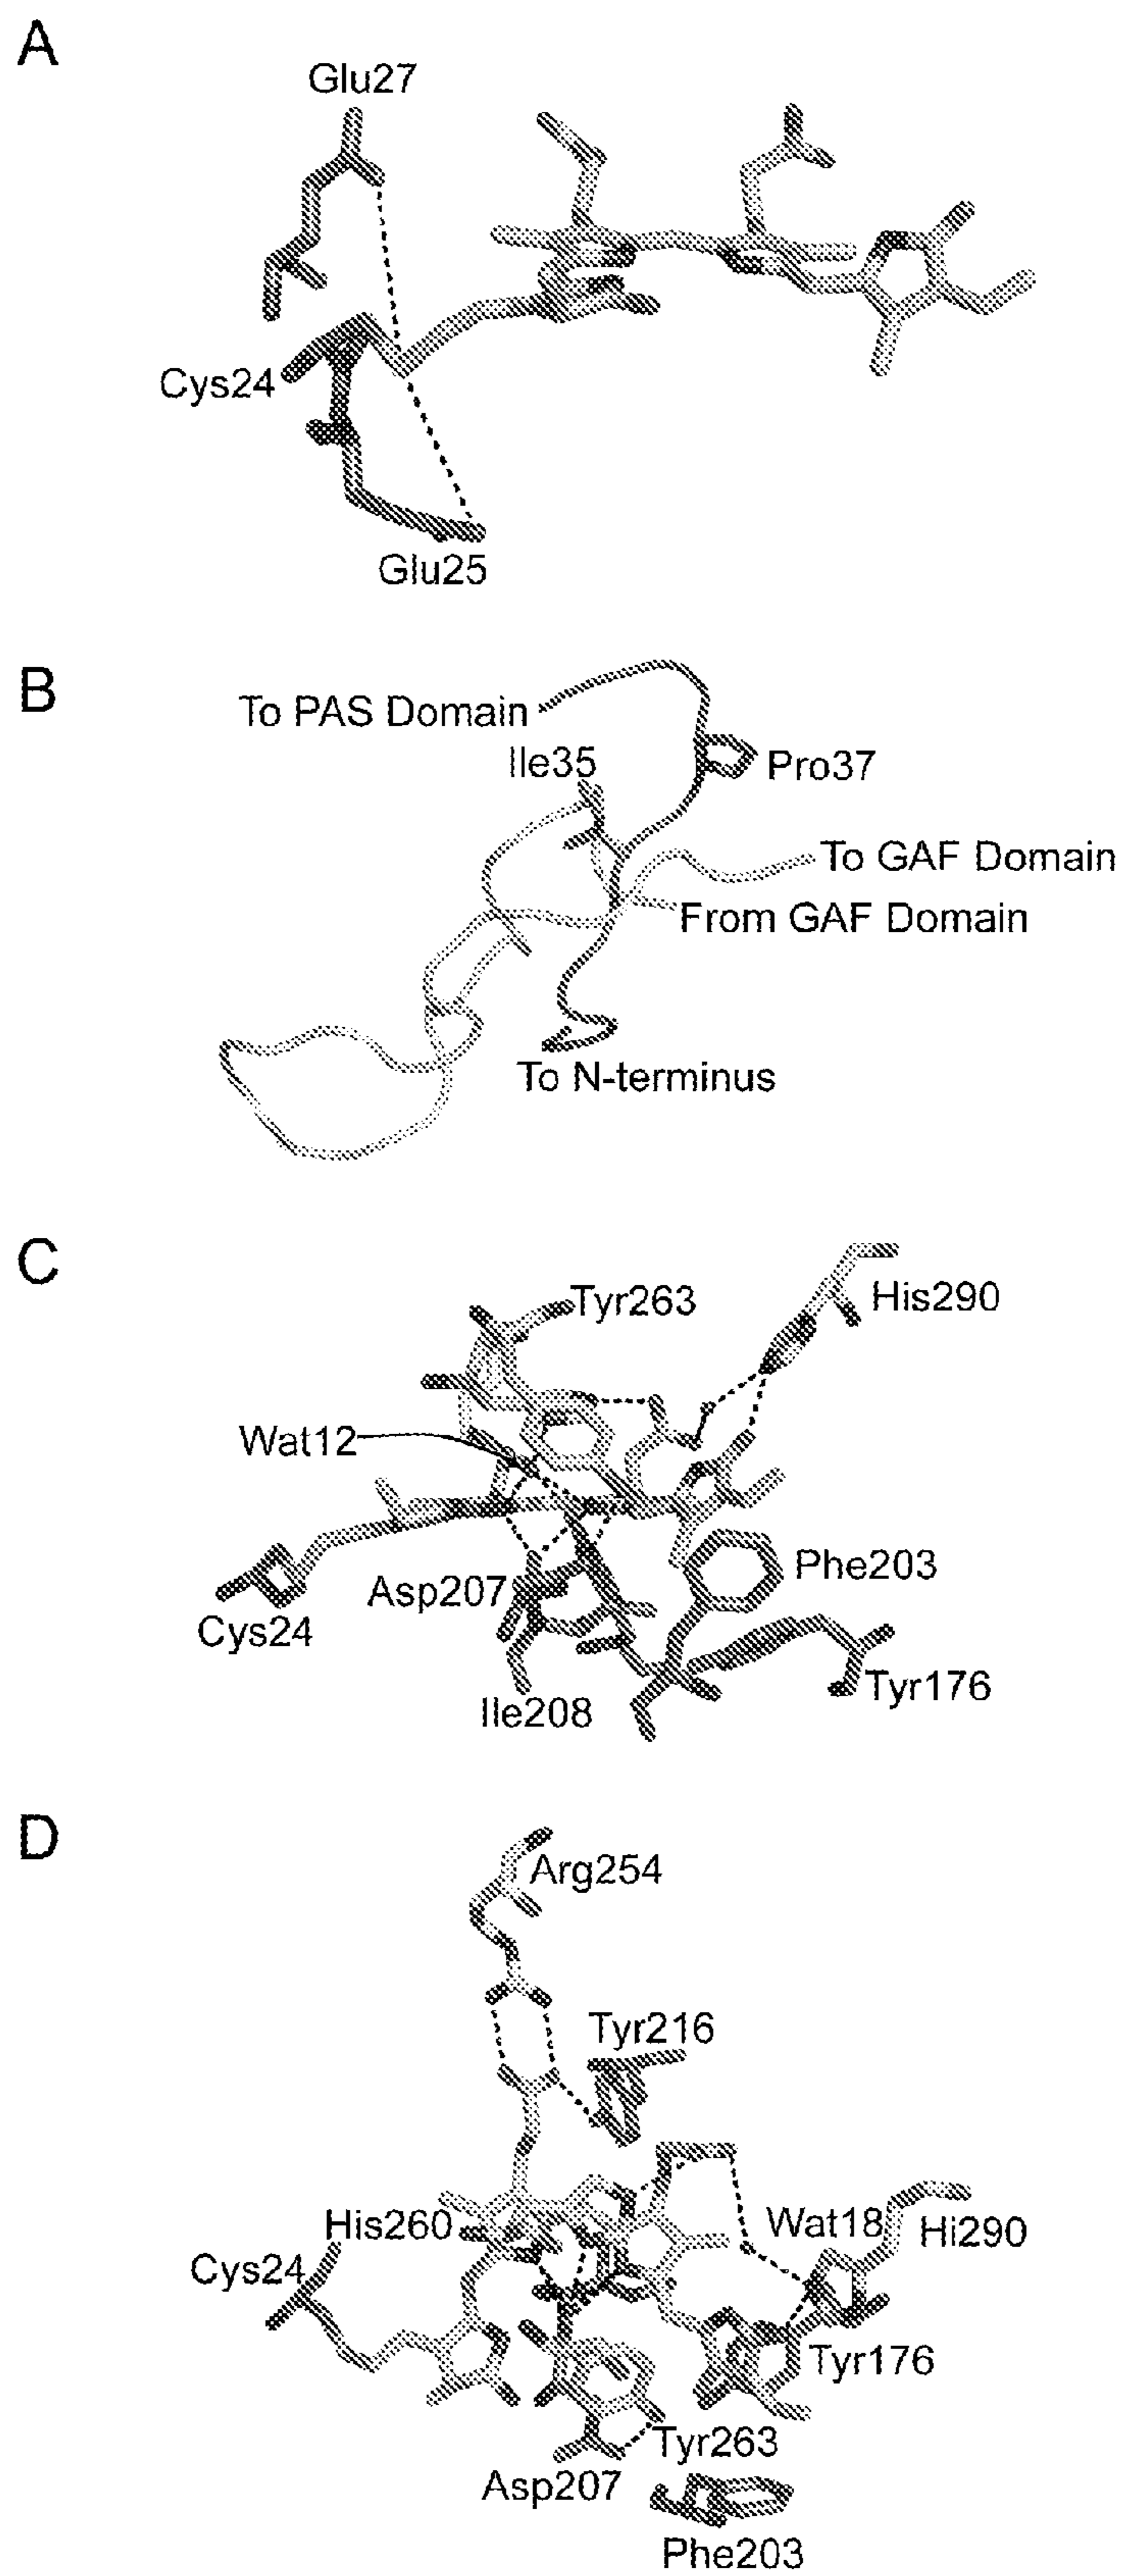 A
Glu27
Cys24
Glu25
B
To PAS Domain
Ile35
Pro37
To GAF Domain
From GAF Domain
To N-terminus
C
Tyr263
His290
Wat12
Phe203
Asp207
Cys24
Tyr176
Ile208
D
Arg254
Tyr216
His260
Wat18
Hi290
Cys24
Tyr176
Tyr263
Asp207
Phe203